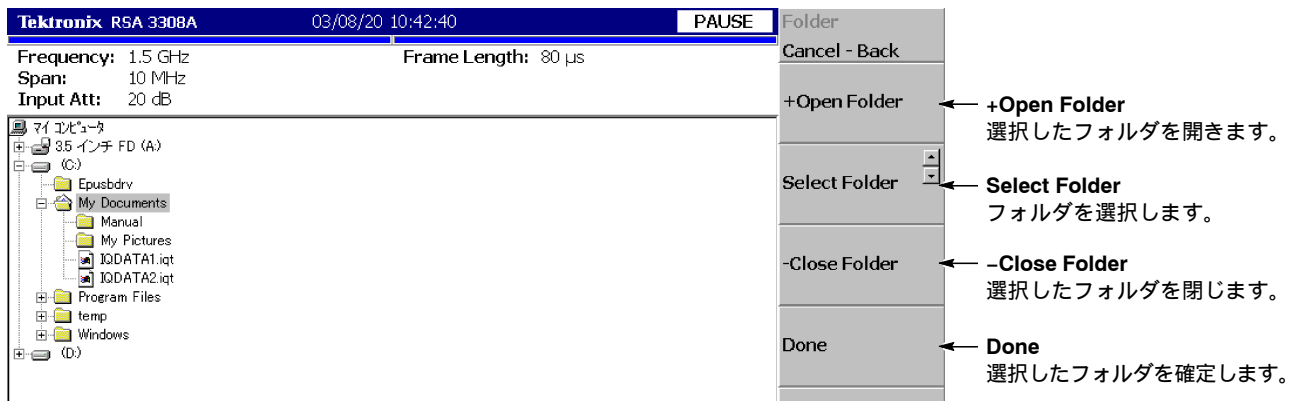 Tektronix RSA 3308A 03/08/20 10:42:40 PAUSE
Frequency: 1.5 GHz Frame Length: 80 µs
Span: 10 MHz
Input Att: 20 dB
マイ コンピュータ
3.5 インチ FD (A:)
(C:)
Epusbdrv
My Documents
Manual
My Pictures
IQDATA1.iqt
IQDATA2.iqt
Program Files
temp
Windows
(D:)
Folder
Cancel - Back
+Open Folder
Select Folder
-Close Folder
Done
+Open Folder
選択したフォルダを開きます。
Select Folder
フォルダを選択します。
–Close Folder
選択したフォルダを閉じます。
Done
選択したフォルダを確定します。